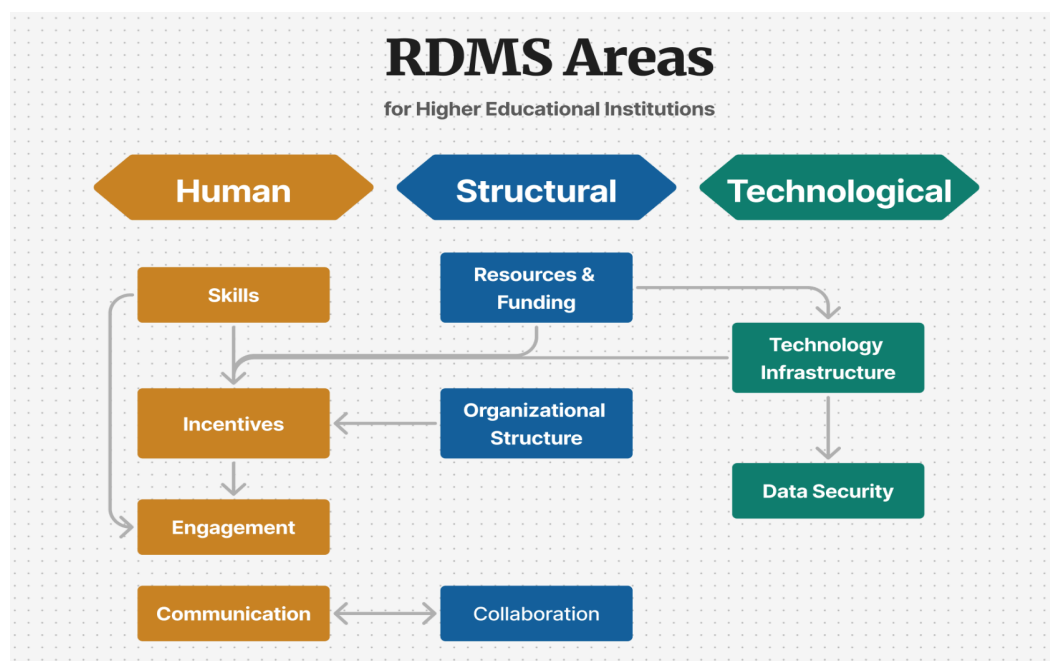 RDMS Areas
for Higher Educational Institutions
Human
Structural
Technological
Skills
Resources &
Funding
Technology
Infrastructure
Incentives
Organizational
Structure
Data Security
Engagement
Communication
Collaboration